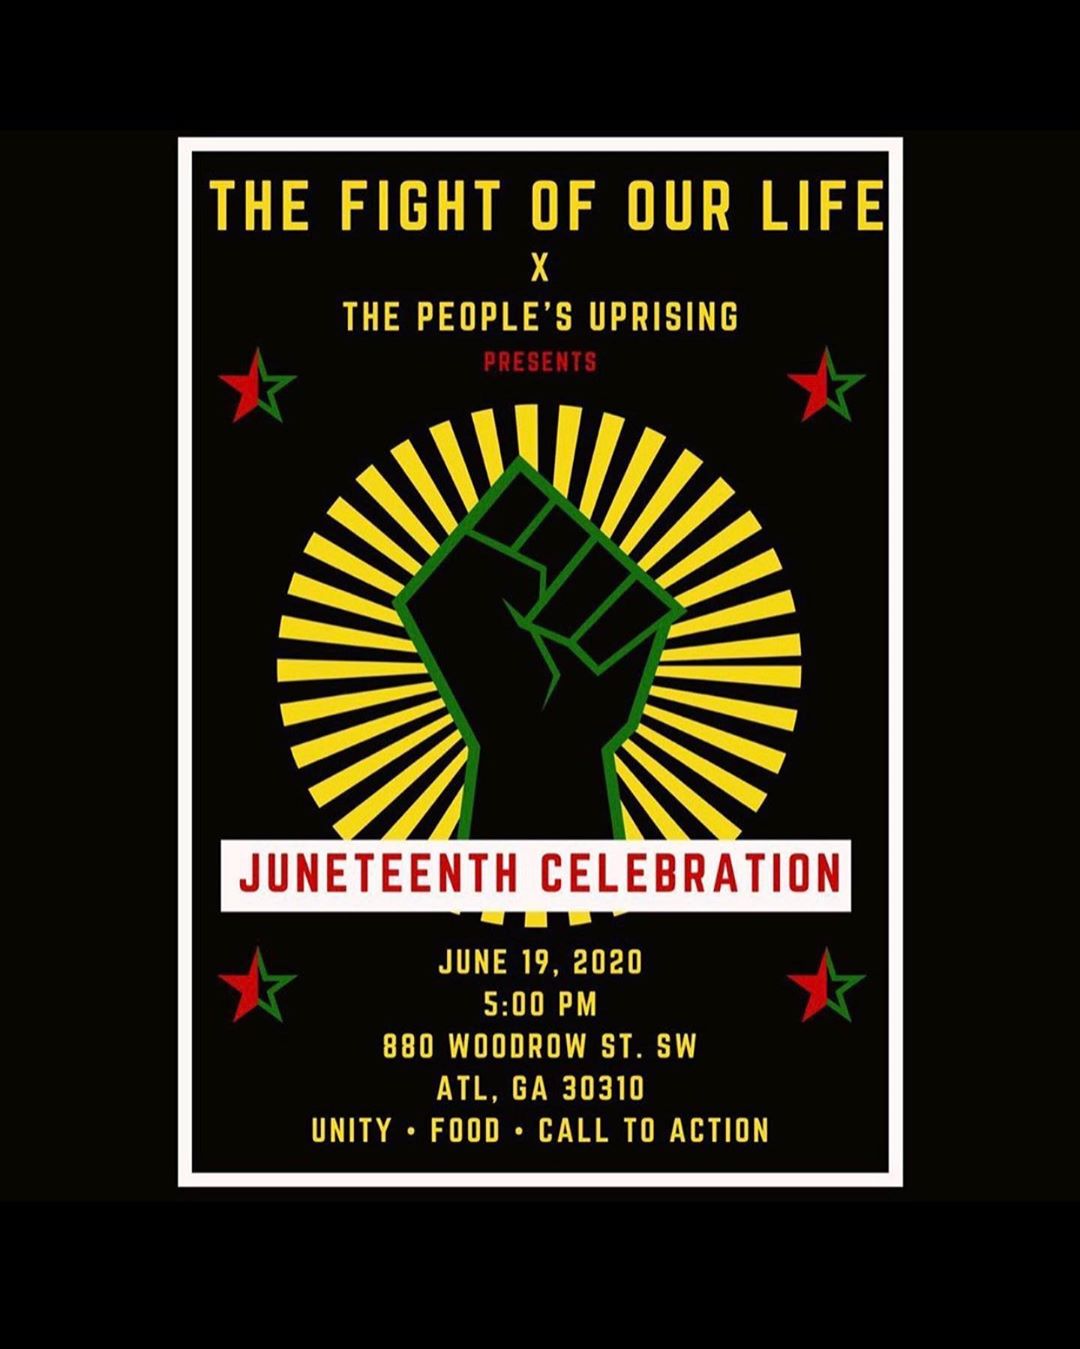 THE FIGHT OF OUR LIFE
X
THE PEOPLE'S UPRISING
PRESENTS
JUNETEENTH CELEBRATION
JUNE 19, 2020
5:00 PM
880 WOODROW ST. SW
ATL, GA 30310
UNITY • FOOD • CALL TO ACTION